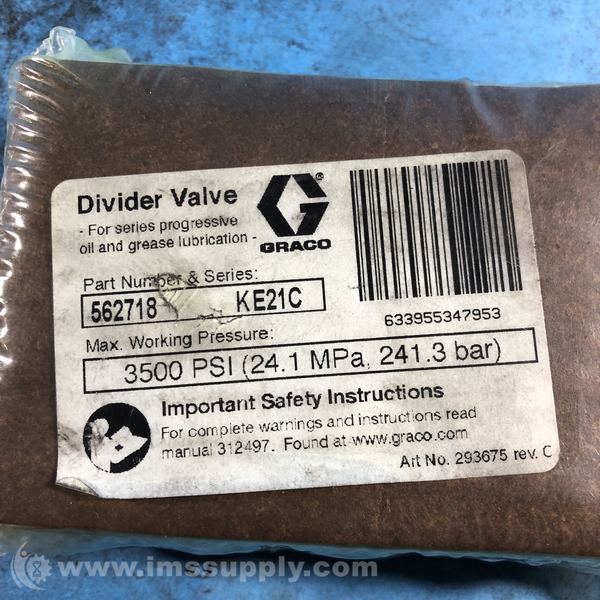 Divider Valve
- For series progressive
oil and grease lubrication -
®
GRACO
Part Number & Series:
562718 KE21C
633955347953
Max. Working Pressure:
3500 PSI (24.1 MPa, 241.3 bar)
Important Safety Instructions
For complete warnings and instructions read
manual 312497. Found at www.graco.com
Art No. 293675 rev. C
www.imssupply.com